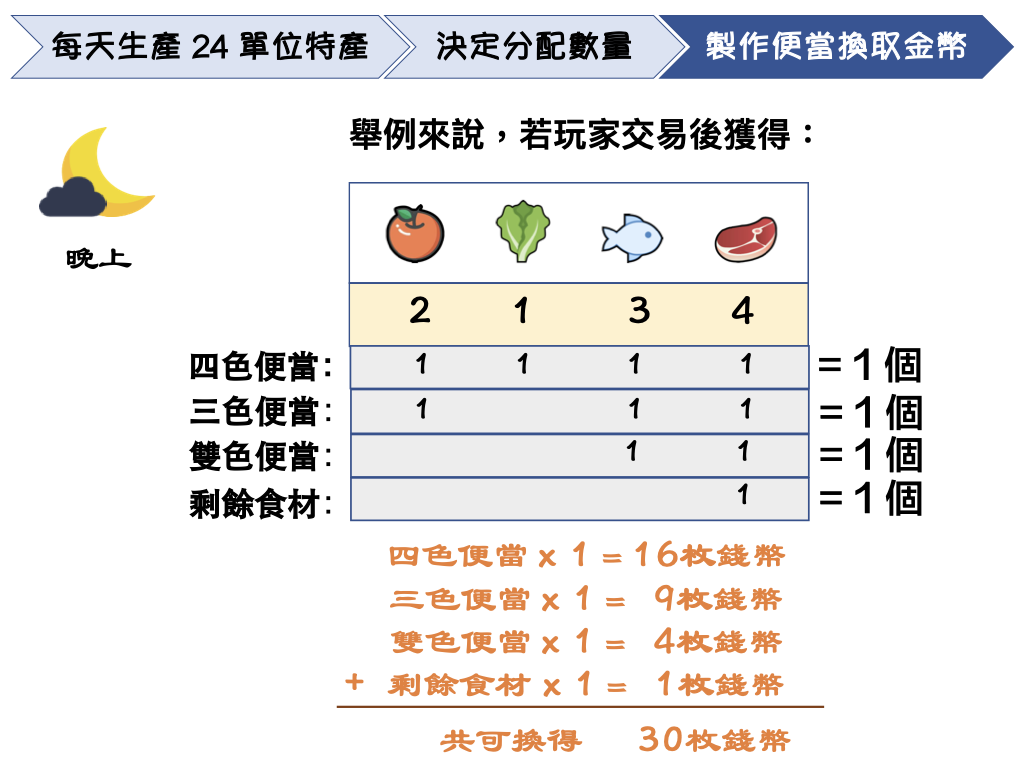 每天生產 24 單位特產
決定分配數量
製作便當換取金幣
舉例來說，若玩家交易後獲得：
晚上
2 1 3 4
四色便當： 1 1 1 1 = 1 個
三色便當： 1 1 1 = 1 個
雙色便當： 1 1 = 1 個
剩餘食材： 1 = 1 個
四色便當 x 1 = 16枚錢幣
三色便當 x 1 = 9枚錢幣
雙色便當 x 1 = 4枚錢幣
+ 剩餘食材 x 1 = 1枚錢幣
共可換得 30枚錢幣